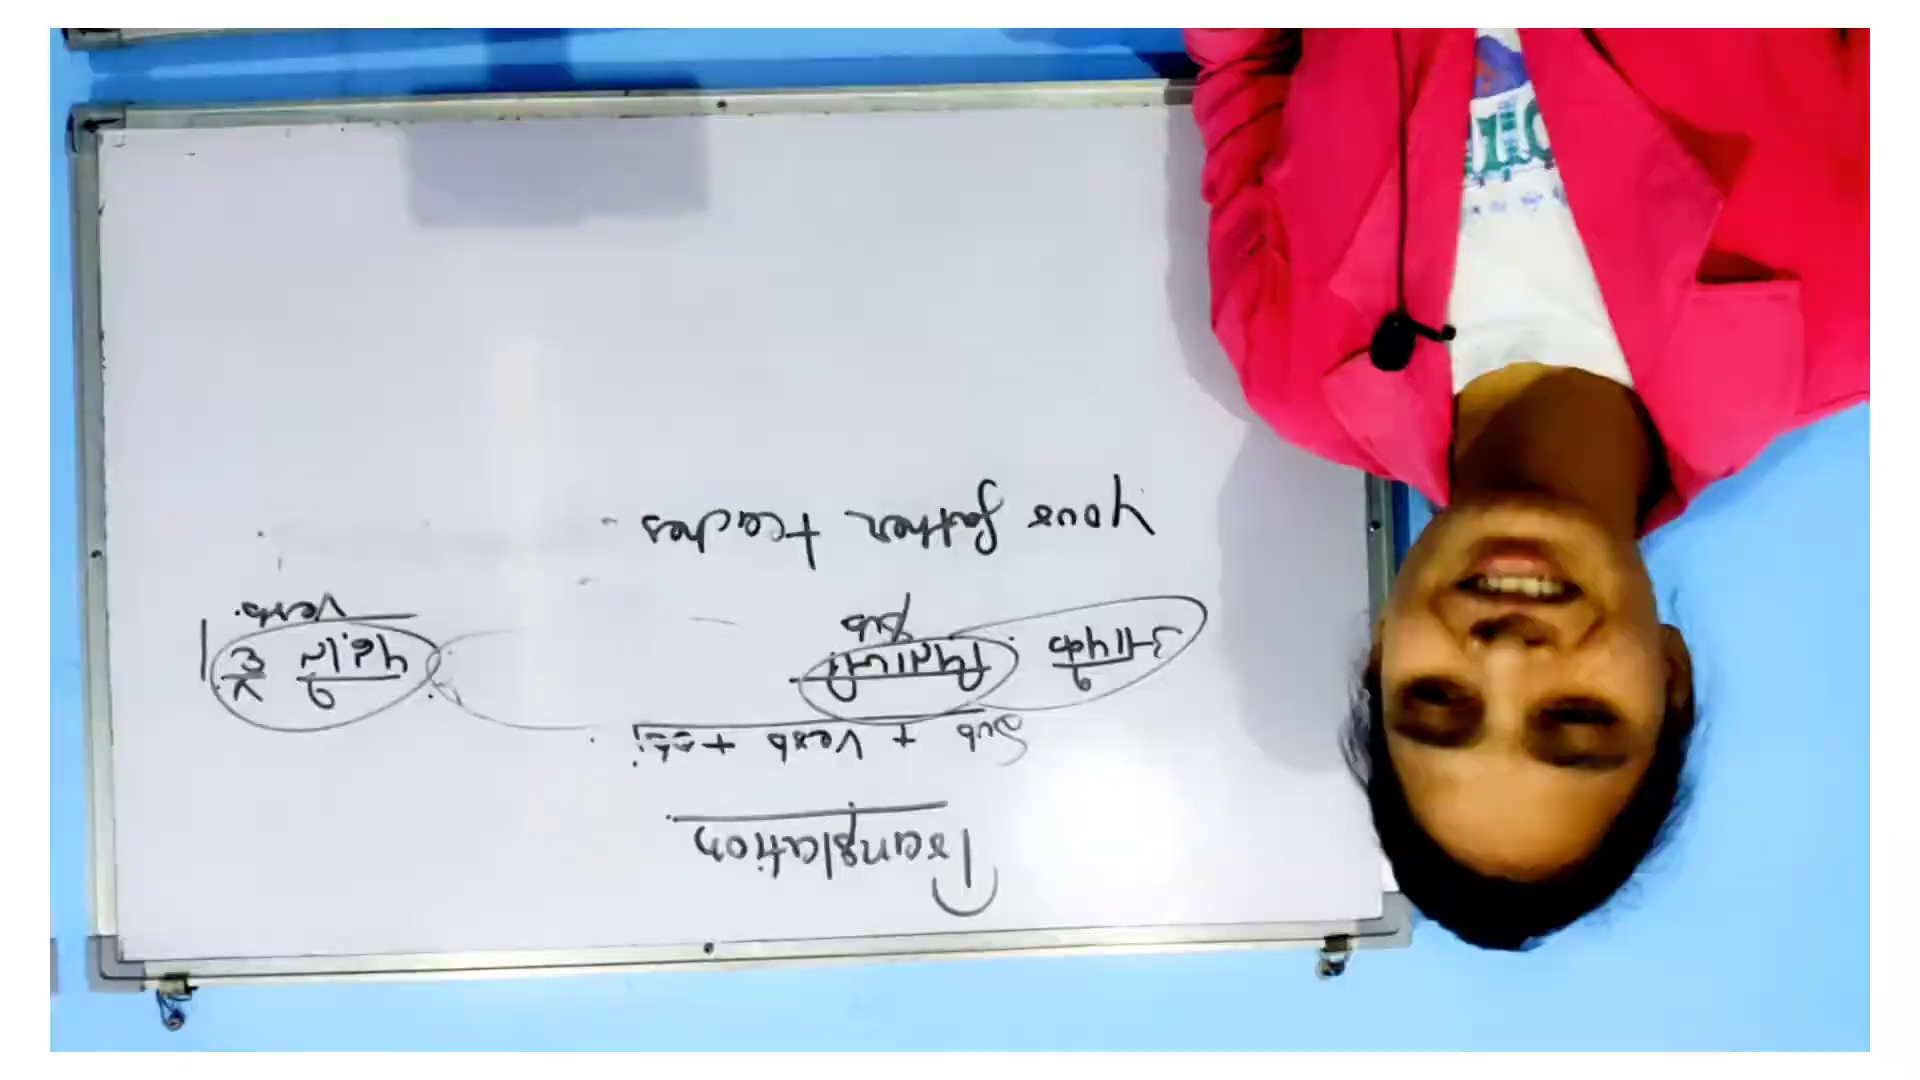 Translation
Sub + Verb + obj
आपके पिताजी पढ़ाते हैं |
Sub Verb.
your father teaches